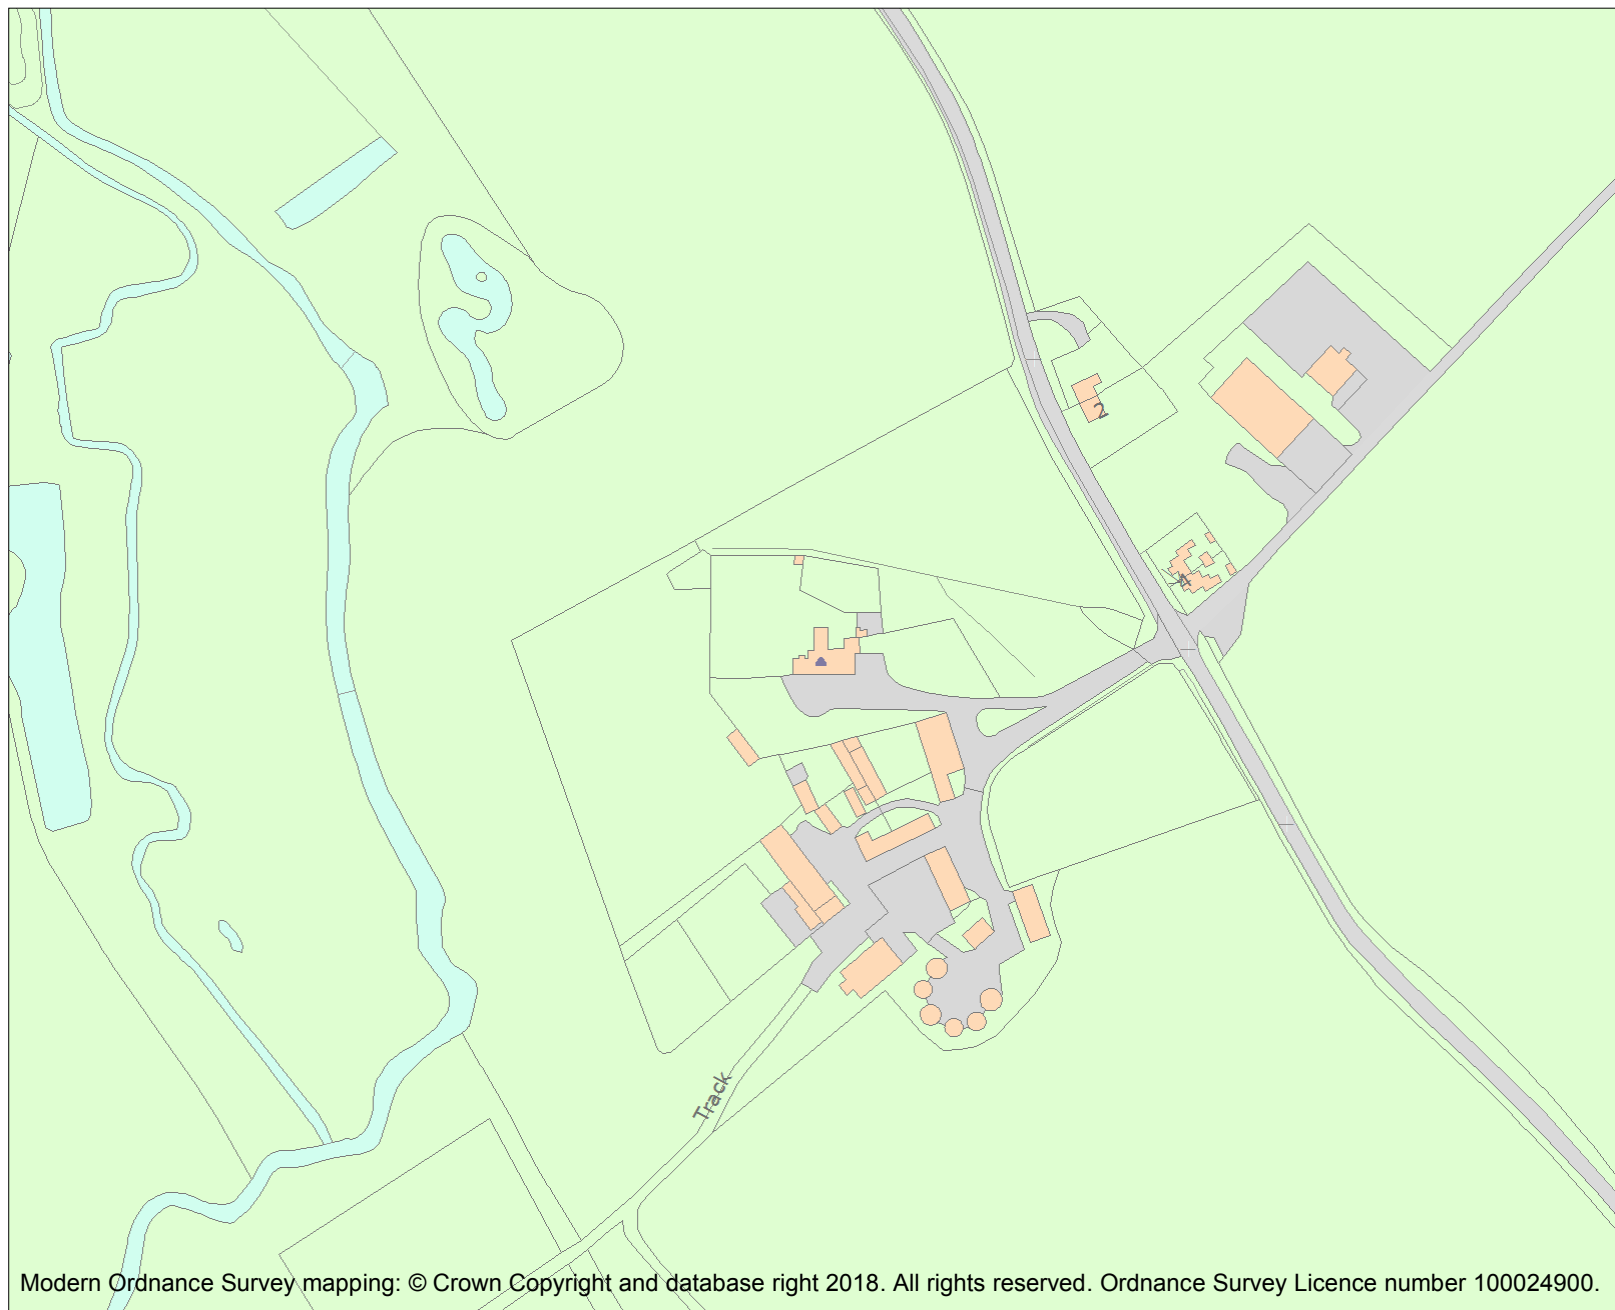 2
4
Track
Modern Ordnance Survey mapping: © Crown Copyright and database right 2018. All rights reserved. Ordnance Survey Licence number 100024900.